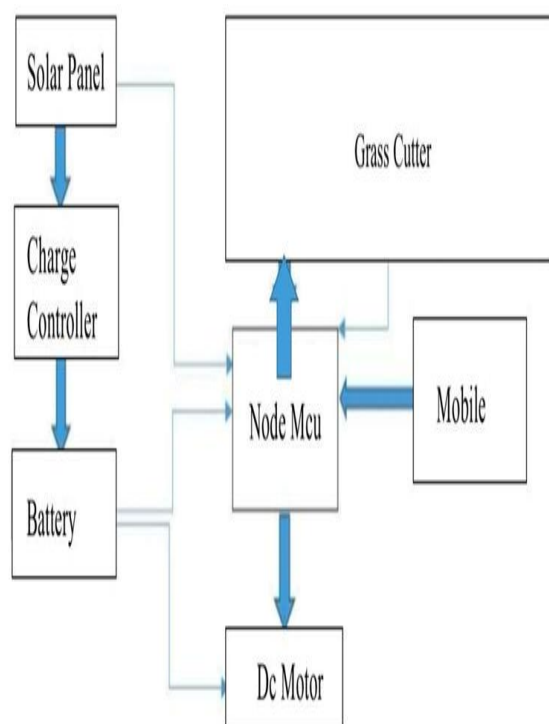 Solar Panel
Grass Cutter
Charge
Controller
Node Mcu
Mobile
Battery
Dc Motor